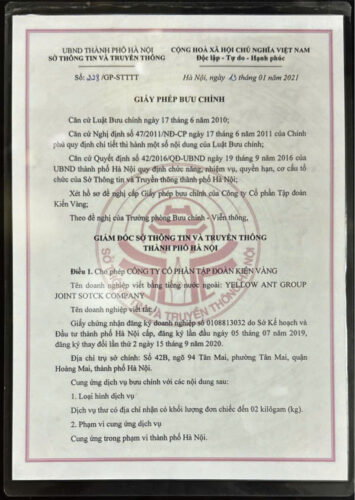 UBND THÀNH PHỐ HÀ NỘI
SỞ THÔNG TIN VÀ TRUYỀN THÔNG
CỘNG HOÀ XÃ HỘI CHỦ NGHĨA VIỆT NAM
Độc lập - Tự do - Hạnh phúc
Số: /GP-STTTT
Hà Nội, ngày 13 tháng 01 năm 2021
GIẤY PHÉP BƯU CHÍNH
Căn cứ Luật Bưu chính ngày 17 tháng 6 năm 2010;
Căn cứ Nghị định số 47/2011/NĐ-CP ngày 17 tháng 6 năm 2011 của Chính
phủ quy định chi tiết thi hành một số nội dung của Luật Bưu chính;
Căn cứ Quyết định số 42/2016/QĐ-UBND ngày 19 tháng 9 năm 2016 của
UBND thành phố Hà Nội quy định chức năng, nhiệm vụ, quyền hạn, cơ cấu tổ
chức của Sở Thông tin và Truyền thông thành phố Hà Nội;
Xét hồ sơ đề nghị cấp Giấy phép bưu chính của Công ty Cổ phần Tập đoàn
Kiến Vàng;
Theo đề nghị của Trưởng phòng Bưu chính - Viễn thông,
GIÁM ĐỐC SỞ THÔNG TIN VÀ TRUYỀN THÔNG
THÀNH PHỐ HÀ NỘI
Điều 1. Cho phép CÔNG TY CỔ PHẦN TẬP ĐOÀN KIẾN VÀNG
Tên doanh nghiệp viết bằng tiếng nước ngoài: YELLOW ANT GROUP
JOINT SOTCK COMPANY
Tên doanh nghiệp viết tắt:
Giấy chứng nhận đăng ký doanh nghiệp số 0108813032 do Sở Kế hoạch và
Đầu tư thành phố Hà Nội cấp, đăng ký lần đầu ngày 05 tháng 07 năm 2019,
đăng ký thay đổi lần thứ 2 ngày 15 tháng 9 năm 2020.
Địa chỉ trụ sở chính: Số 42B, ngõ 94 Tân Mai, phường Tân Mai, quận
Hoàng Mai, thành phố Hà Nội.
Cung ứng dịch vụ bưu chính với các nội dung sau:
1. Loại hình dịch vụ
Dịch vụ thư có địa chỉ nhận có khối lượng đơn chiếc đến 02 kilôgam (kg).
2. Phạm vi cung ứng dịch vụ
Cung ứng trong phạm vi thành phố Hà Nội.